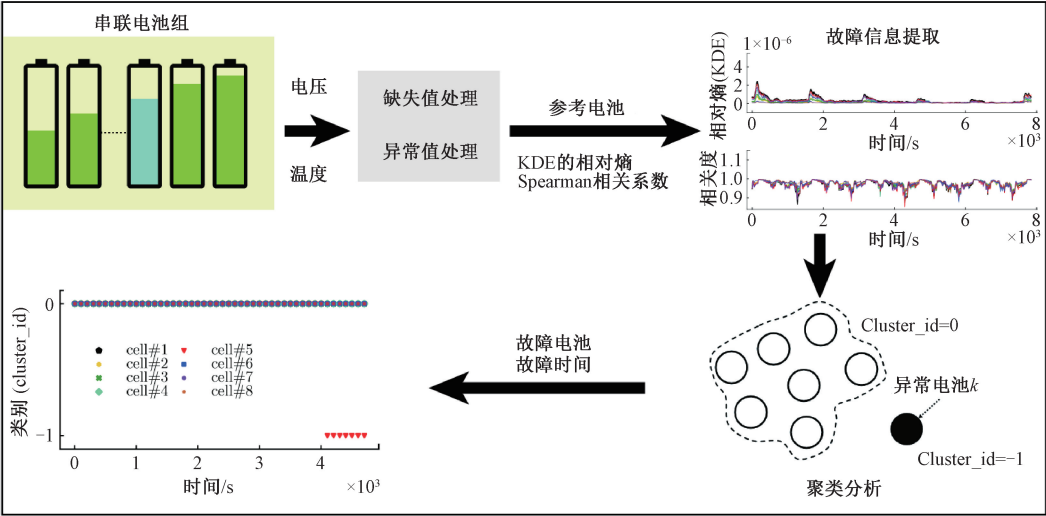 串联电池组
电压
温度
缺失值处理
异常值处理
参考电池
KDE的相对熵
Spearman相关系数
故障信息提取
1×10⁻⁶
相对熵(KDE)
4
2
0
0 2 4 6 8
时间/s ×10³
相关度
1.1
1.0
0.9
0 2 4 6 8
时间/s ×10³
Cluster_id=0
异常电池k
Cluster_id=−1
聚类分析
故障电池
故障时间
类别 (cluster_id)
0
−1
cell#1 cell#5
cell#2 cell#6
cell#3 cell#7
cell#4 cell#8
0 1 2 3 4
时间/s ×10³